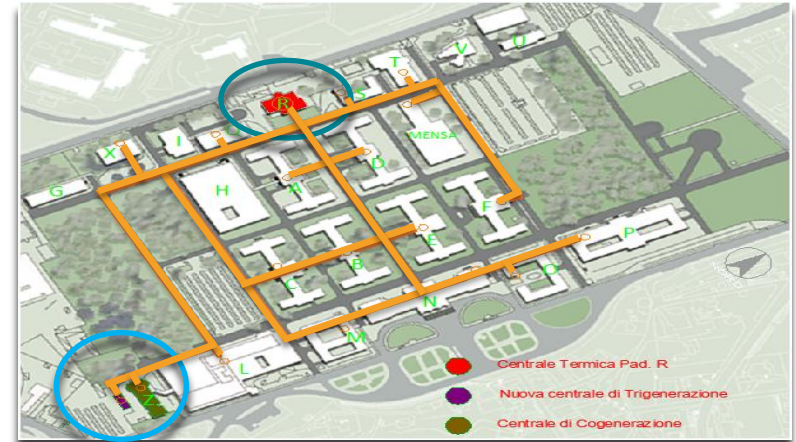 V
U
T
S
R
MENSA
X
I
D
G
H
A
F
E
P
B
C
O
N
M
L
Z
Centrale Termica Pad. R
Nuova centrale di Trigenerazione
Centrale di Cogenerazione